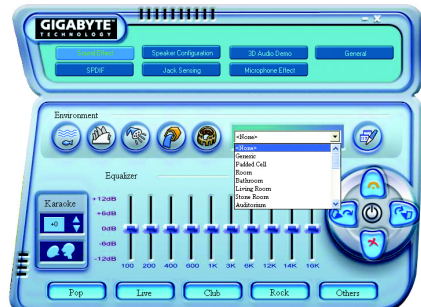 GIGABYTE™
TECHNOLOGY
Sound Effect
Speaker Configuration
3D Audio Demo
General
SPDIF
Jack Sensing
Microphone Effect
Environment
<None>
<None>
Generic
Padded Cell
Room
Bathroom
Living Room
Stone Room
Auditorium
Equalizer
Karaoke
+0
+12dB
+6dB
0dB
-6dB
-12dB
100 200 400 600 1K 3K 6K 12K 14K 16K
Pop
Live
Club
Rock
Others